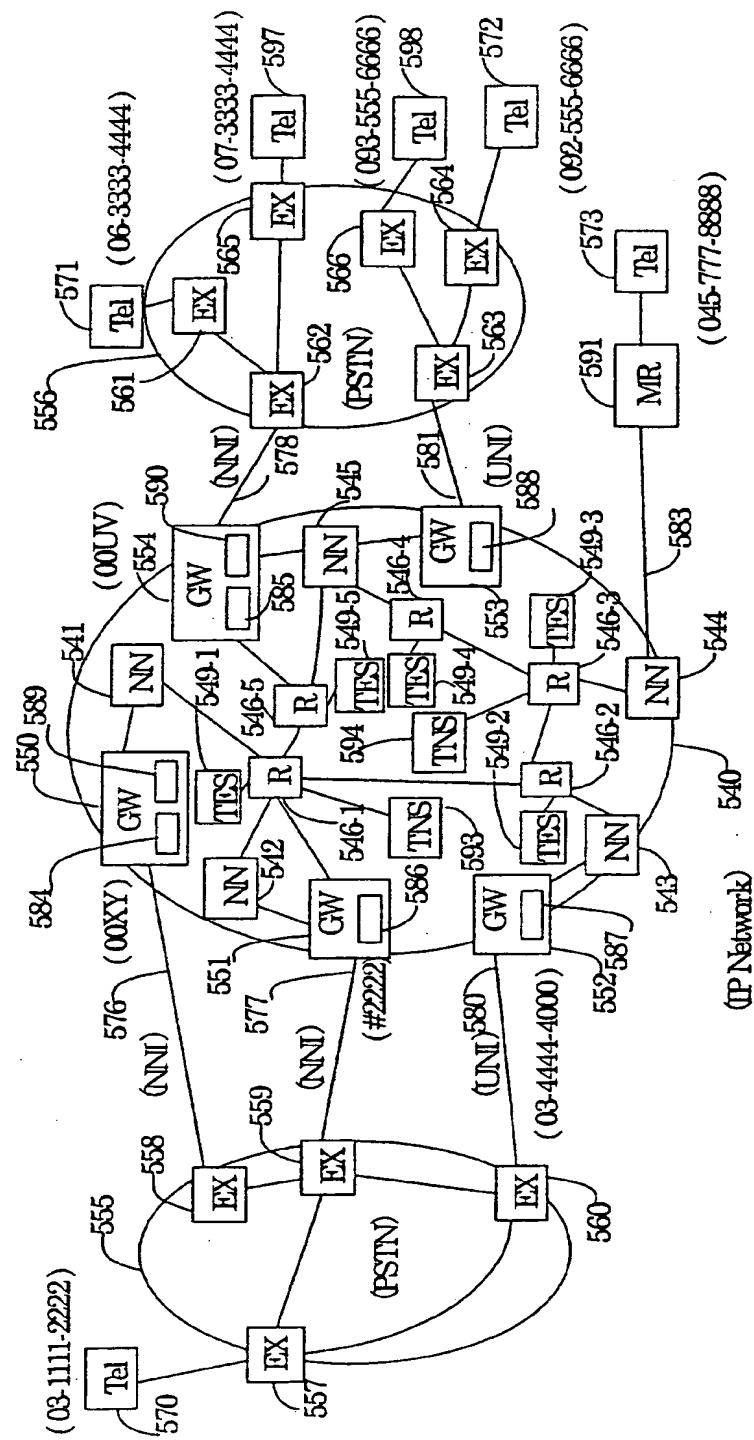 (03-1111-2222)
Tel
570
EX
557
555
(PSTN)
EX
558
EX
559
EX
560
(NNI)
576
(NNI)
577
(UNI)
580
(03-4444-4000)
(00XY)
584
GW
550
589
541
NN
549-1
TES
546-5
R
NN
542
R
546-1
551
GW
586
(#2222)
TNS
593
GW
587
552
NN
543
TES
549-2
R
546-2
TNS
594
R
546-3
TES
549-3
TES
549-4
TES
549-5
R
546-4
(00UV)
554
GW
590
585
NN
545
GW
553
588
NN
544
540
(IP Network)
(NNI)
578
581
(UNI)
583
556
561
571
Tel
(06-3333-4444)
EX
EX
562
(PSTN)
565
EX
(07-3333-4444)
Tel
597
566
EX
(093-555-6666)
Tel
598
564
EX
EX
563
572
Tel
(092-555-6666)
591
MR
573
Tel
(045-777-8888)